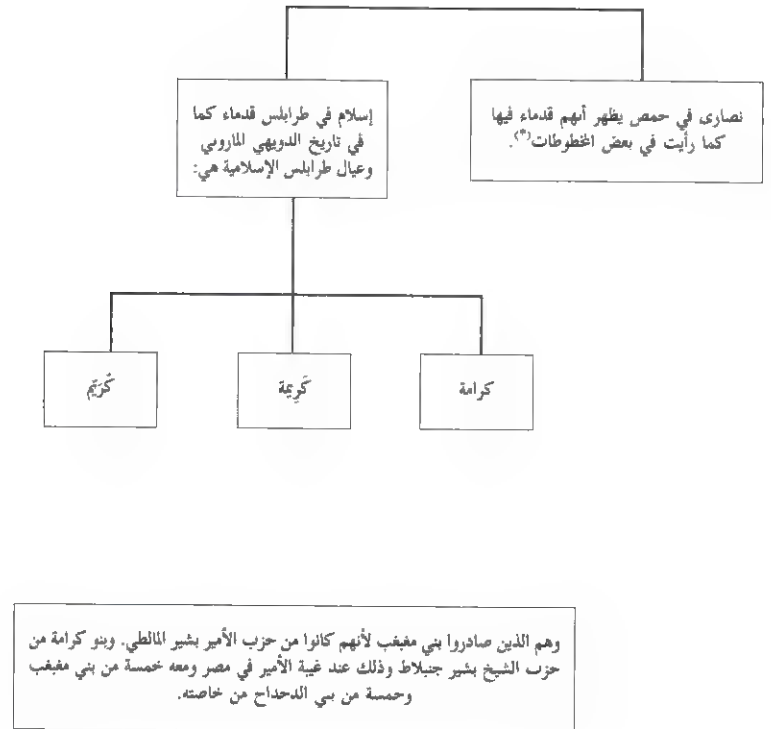 نصارى في حمص يظهر أنهم قدماء فيها
كما رأيت في بعض المخطوطات(*).
إسلام في طرابلس قدماء كما
في تاريخ الدويهي الماروني
وعيال طرابلس الإسلامية هي:
كرامة
كَرِيمة
كُرَيِّم
وهم الذين صادروا بني مغبغب لأنهم كانوا من حزب الأمير بشير المالطي. وبنو كرامة من
حزب الشيخ بشير جنبلاط وذلك عند غيبة الأمير في مصر ومعه خمسة من بني مغبغب
وخمسة من بني الدحداح من خاصته.